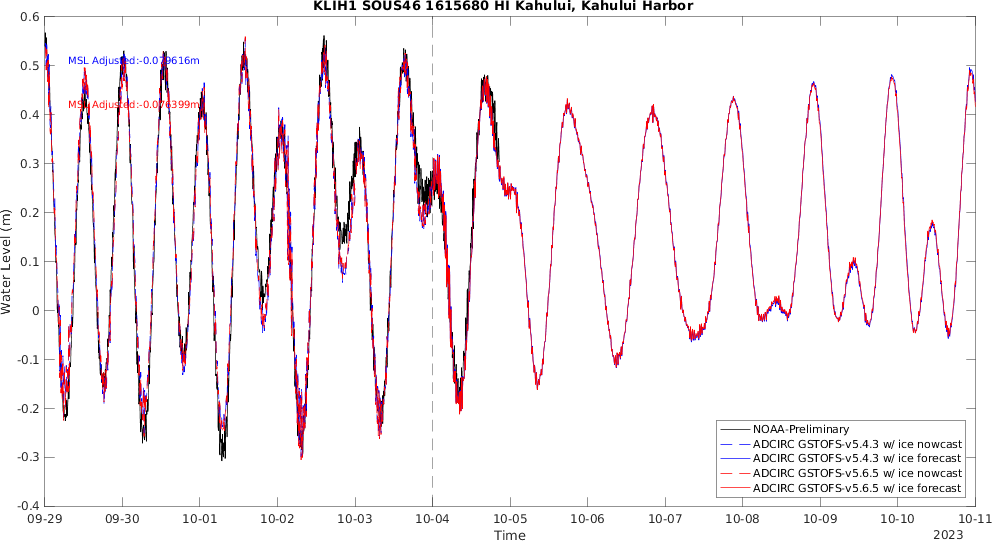 KLIH1 SOUS46 1615680 HI Kahului, Kahului Harbor
0.6
0.5
0.4
0.3
0.2
0.1
0
-0.1
-0.2
-0.3
-0.4
Water Level (m)
MSL Adjusted:-0.079616m
MSL Adjusted:-0.076399m
NOAA-Preliminary
ADCIRC GSTOFS-v5.4.3 w/ ice nowcast
ADCIRC GSTOFS-v5.4.3 w/ ice forecast
ADCIRC GSTOFS-v5.6.5 w/ ice nowcast
ADCIRC GSTOFS-v5.6.5 w/ ice forecast
09-29 09-30 10-01 10-02 10-03 10-04 10-05 10-06 10-07 10-08 10-09 10-10 10-11
Time
2023